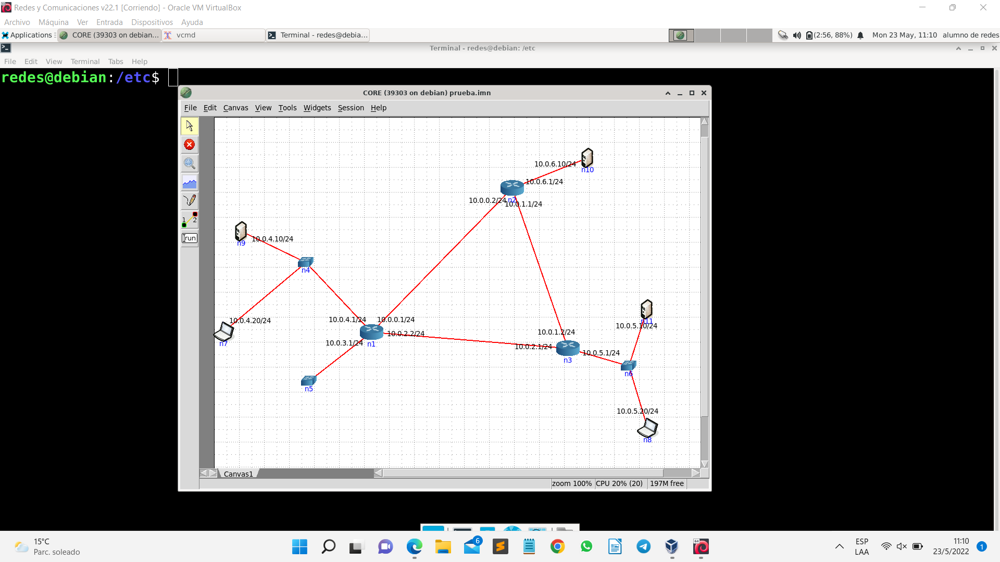 Redes y Comunicaciones v22.1 [Corriendo] - Oracle VM VirtualBox
Archivo Máquina Ver Entrada Dispositivos Ayuda
Applications CORE (39303 on debian... vcmd Terminal - redes@debia... (2:56, 88%) Mon 23 May, 11:10 alumno de redes
Terminal - redes@debian: /etc
File Edit View Terminal Tabs Help
redes@debian:/etc$
CORE (39303 on debian) prueba.imn
File Edit Canvas View Tools Widgets Session Help
10.0.6.10/24
n10
10.0.6.1/24
10.0.0.2/24
n2
10.0.1.1/24
1 2
run
n9
10.0.4.10/24
n4
10.0.4.20/24
n7
10.0.4.1/24
10.0.0.1/24
10.0.2.2/24
10.0.3.1/24
n1
n11
10.0.5.10/24
10.0.1.2/24
10.0.2.1/24
10.0.5.1/24
n3
n6
n5
10.0.5.20/24
n8
Canvas1
zoom 100% CPU 20% (20) 197M free
15°C
Parc. soleado
6
64
ESP
LAA
11:10
23/5/2022
1